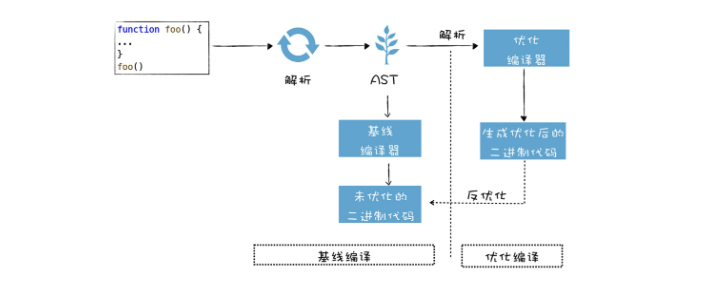 function foo() {
...
}
foo()
解析
AST
解析
优化
编译器
基线
编译器
生成优化后的
二进制代码
未优化的
二进制代码
反优化
基线编译
优化编译